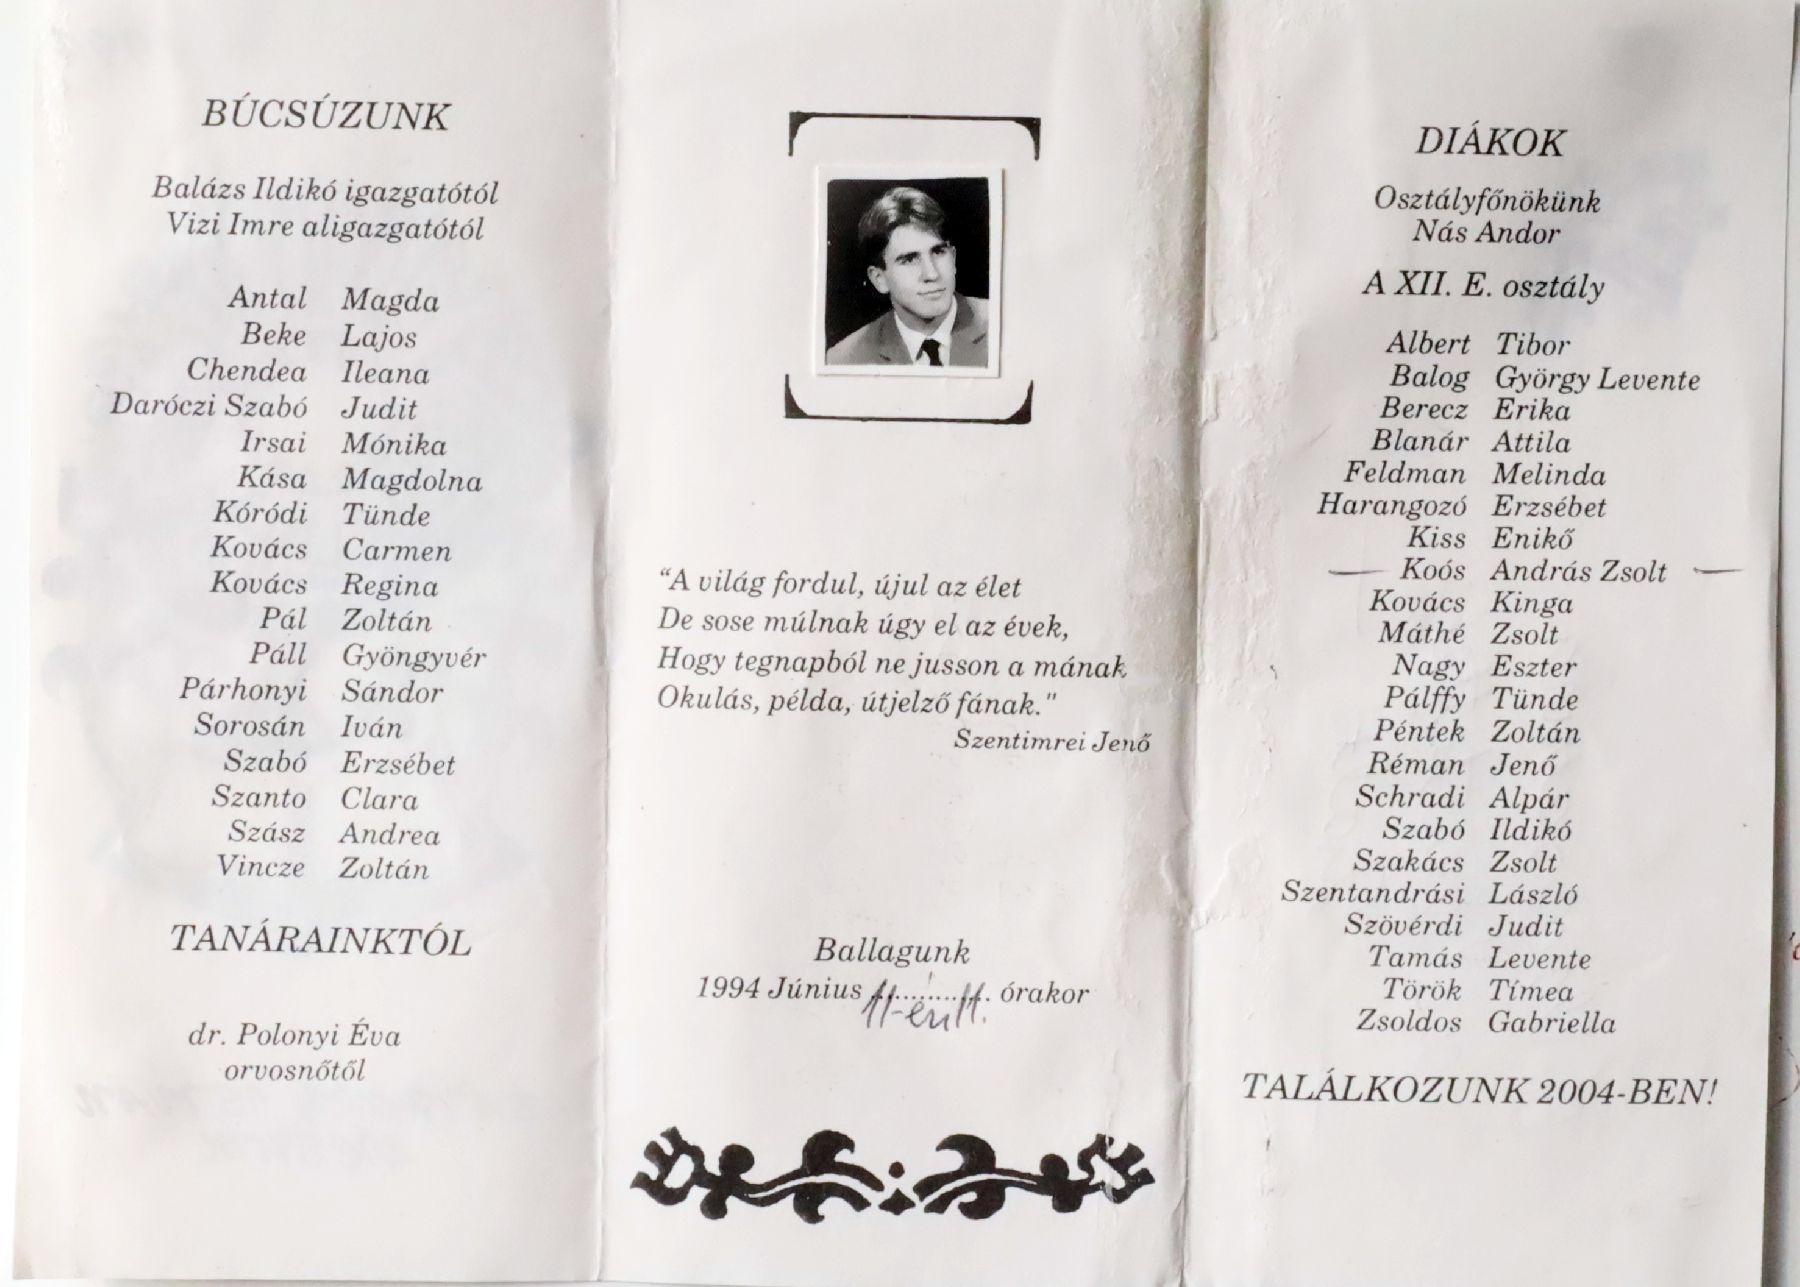 BÚCSÚZUNK
Balázs Ildikó igazgatótól
Vizi Imre aligazgatótól
Antal Magda
Beke Lajos
Chendea Ileana
Daróczi Szabó Judit
Irsai Mónika
Kása Magdolna
Kóródi Tünde
Kovács Carmen
Kovács Regina
Pál Zoltán
Páll Gyöngyvér
Párhonyi Sándor
Sorosán Iván
Szabó Erzsébet
Szanto Clara
Szász Andrea
Vincze Zoltán
TANÁRAINKTÓL
dr. Polonyi Éva
orvosnőtől
“A világ fordul, újul az élet
De sose múlnak úgy el az évek,
Hogy tegnapból ne jusson a mának
Okulás, példa, útjelző fának."
Szentimrei Jenő
Ballagunk
1994 Június 11-én 11. órakor
DIÁKOK
Osztályfőnökünk
Nás Andor
A XII. E. osztály
Albert Tibor
Balog György Levente
Berecz Erika
Blanár Attila
Feldman Melinda
Harangozó Erzsébet
Kiss Enikő
Koós András Zsolt
Kovács Kinga
Máthé Zsolt
Nagy Eszter
Pálffy Tünde
Péntek Zoltán
Réman Jenő
Schradi Alpár
Szabó Ildikó
Szakács Zsolt
Szentandrási László
Szövérdi Judit
Tamás Levente
Török Tímea
Zsoldos Gabriella
TALÁLKOZUNK 2004-BEN!